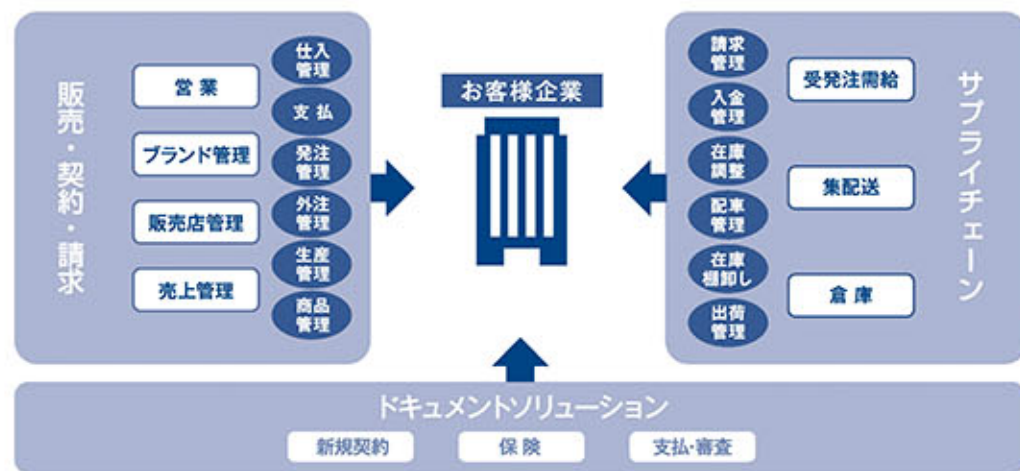 販売・契約・請求
営業
ブランド管理
販売店管理
売上管理
仕入
管理
支払
発注
管理
外注
管理
生産
管理
商品
管理
お客様企業
請求
管理
入金
管理
在庫
調整
配車
管理
在庫
棚卸し
出荷
管理
受発注需給
集配送
倉庫
サプライチェーン
ドキュメントソリューション
新規契約
保険
支払・審査